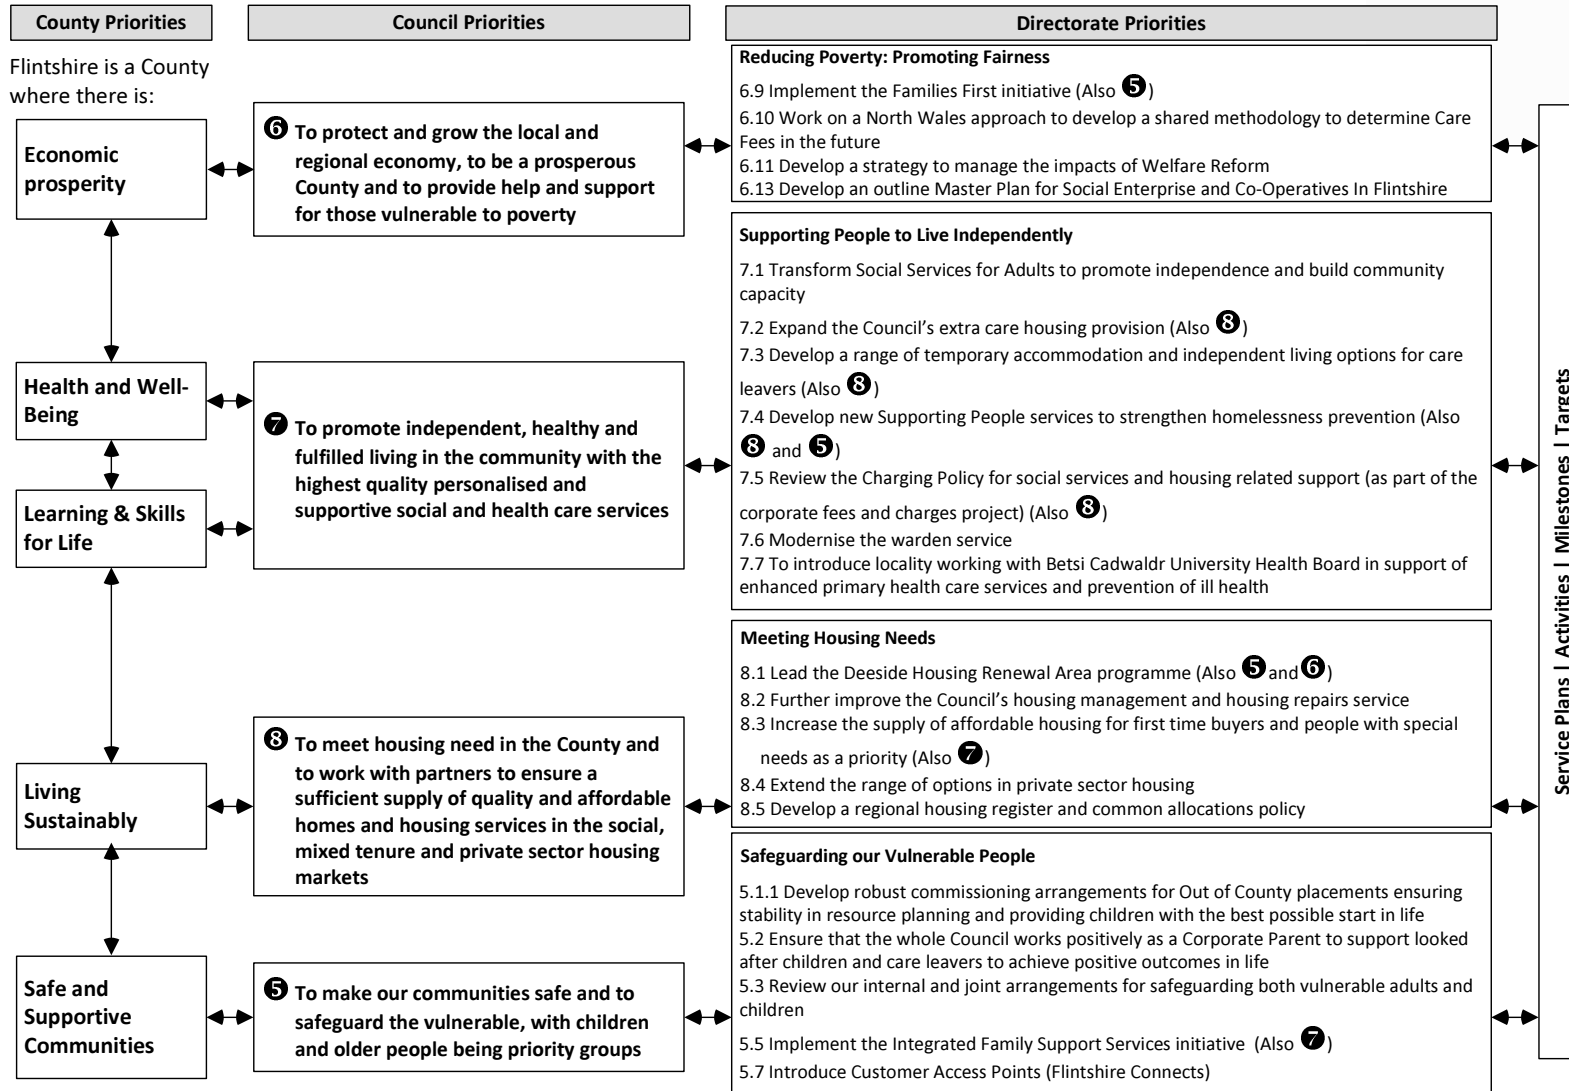 County Priorities
Council Priorities
Directorate Priorities
Flintshire is a County
where there is:
Economic
prosperity
Health and Well-
Being
Learning & Skills
for Life
Living
Sustainably
Safe and
Supportive
Communities
❻ To protect and grow the local and
regional economy, to be a prosperous
County and to provide help and support
for those vulnerable to poverty
❼ To promote independent, healthy and
fulfilled living in the community with the
highest quality personalised and
supportive social and health care services
❽ To meet housing need in the County and
to work with partners to ensure a
sufficient supply of quality and affordable
homes and housing services in the social,
mixed tenure and private sector housing
markets
❺ To make our communities safe and to
safeguard the vulnerable, with children
and older people being priority groups
Reducing Poverty: Promoting Fairness
6.9 Implement the Families First initiative (Also ❺)
6.10 Work on a North Wales approach to develop a shared methodology to determine Care
Fees in the future
6.11 Develop a strategy to manage the impacts of Welfare Reform
6.13 Develop an outline Master Plan for Social Enterprise and Co-Operatives In Flintshire
Supporting People to Live Independently
7.1 Transform Social Services for Adults to promote independence and build community
capacity
7.2 Expand the Council’s extra care housing provision (Also ❽)
7.3 Develop a range of temporary accommodation and independent living options for care
leavers (Also ❽)
7.4 Develop new Supporting People services to strengthen homelessness prevention (Also
❽ and ❺)
7.5 Review the Charging Policy for social services and housing related support (as part of the
corporate fees and charges project) (Also ❽)
7.6 Modernise the warden service
7.7 To introduce locality working with Betsi Cadwaldr University Health Board in support of
enhanced primary health care services and prevention of ill health
Meeting Housing Needs
8.1 Lead the Deeside Housing Renewal Area programme (Also ❺ and ❻)
8.2 Further improve the Council’s housing management and housing repairs service
8.3 Increase the supply of affordable housing for first time buyers and people with special
needs as a priority (Also ❼)
8.4 Extend the range of options in private sector housing
8.5 Develop a regional housing register and common allocations policy
Safeguarding our Vulnerable People
5.1.1 Develop robust commissioning arrangements for Out of County placements ensuring
stability in resource planning and providing children with the best possible start in life
5.2 Ensure that the whole Council works positively as a Corporate Parent to support looked
after children and care leavers to achieve positive outcomes in life
5.3 Review our internal and joint arrangements for safeguarding both vulnerable adults and
children
5.5 Implement the Integrated Family Support Services initiative (Also ❼)
5.7 Introduce Customer Access Points (Flintshire Connects)
Service Plans | Activities | Milestones | Targets